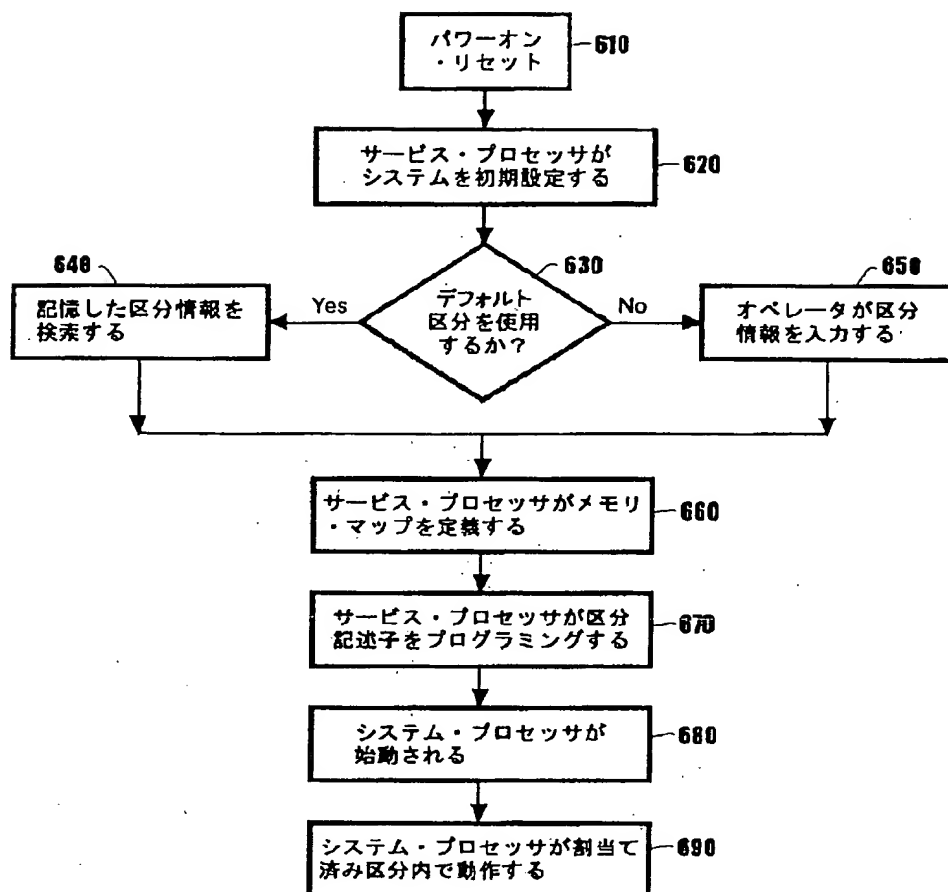 パワーオン
・リセット
610
サービス・プロセッサが
システムを初期設定する
620
630
デフォルト
区分を使用
するか？
Yes
No
640
記憶した区分情報を
検索する
650
オペレータが区分
情報を入力する
サービス・プロセッサがメモリ
・マップを定義する
660
サービス・プロセッサが区分
記述子をプログラミングする
670
システム・プロセッサが
始動される
680
システム・プロセッサが割当て
済み区分内で動作する
690